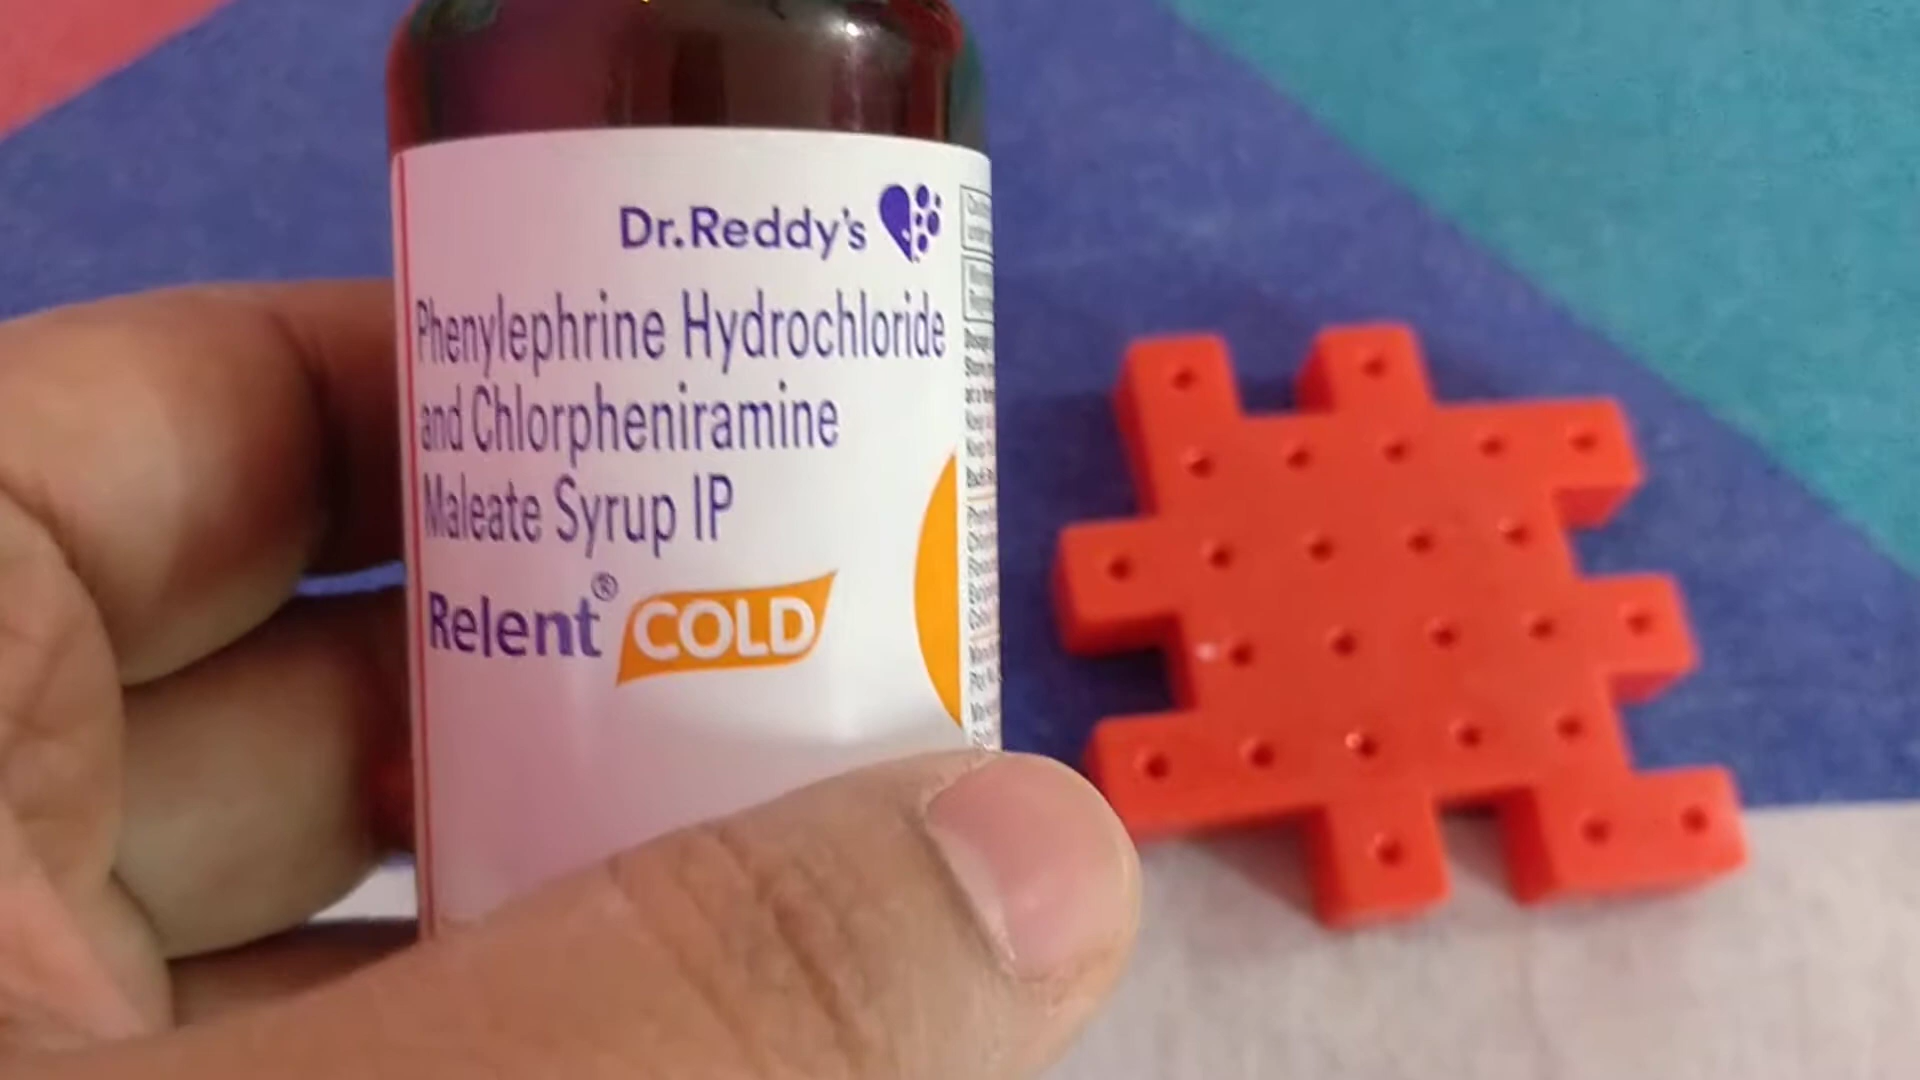 Dr.Reddy's
Phenylephrine Hydrochloride
and Chlorpheniramine
Maleate Syrup IP
Relent® COLD